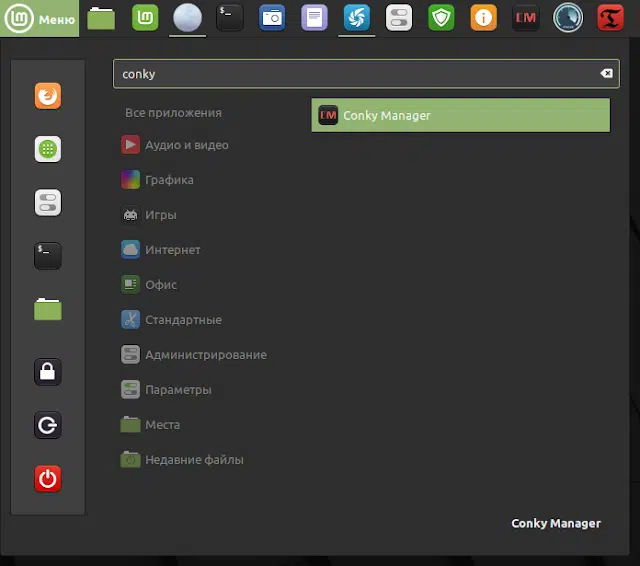 Меню
conky
Все приложения
Conky Manager
Аудио и видео
Графика
Игры
Интернет
Офис
Стандартные
Администрирование
Параметры
Места
Недавние файлы
Conky Manager